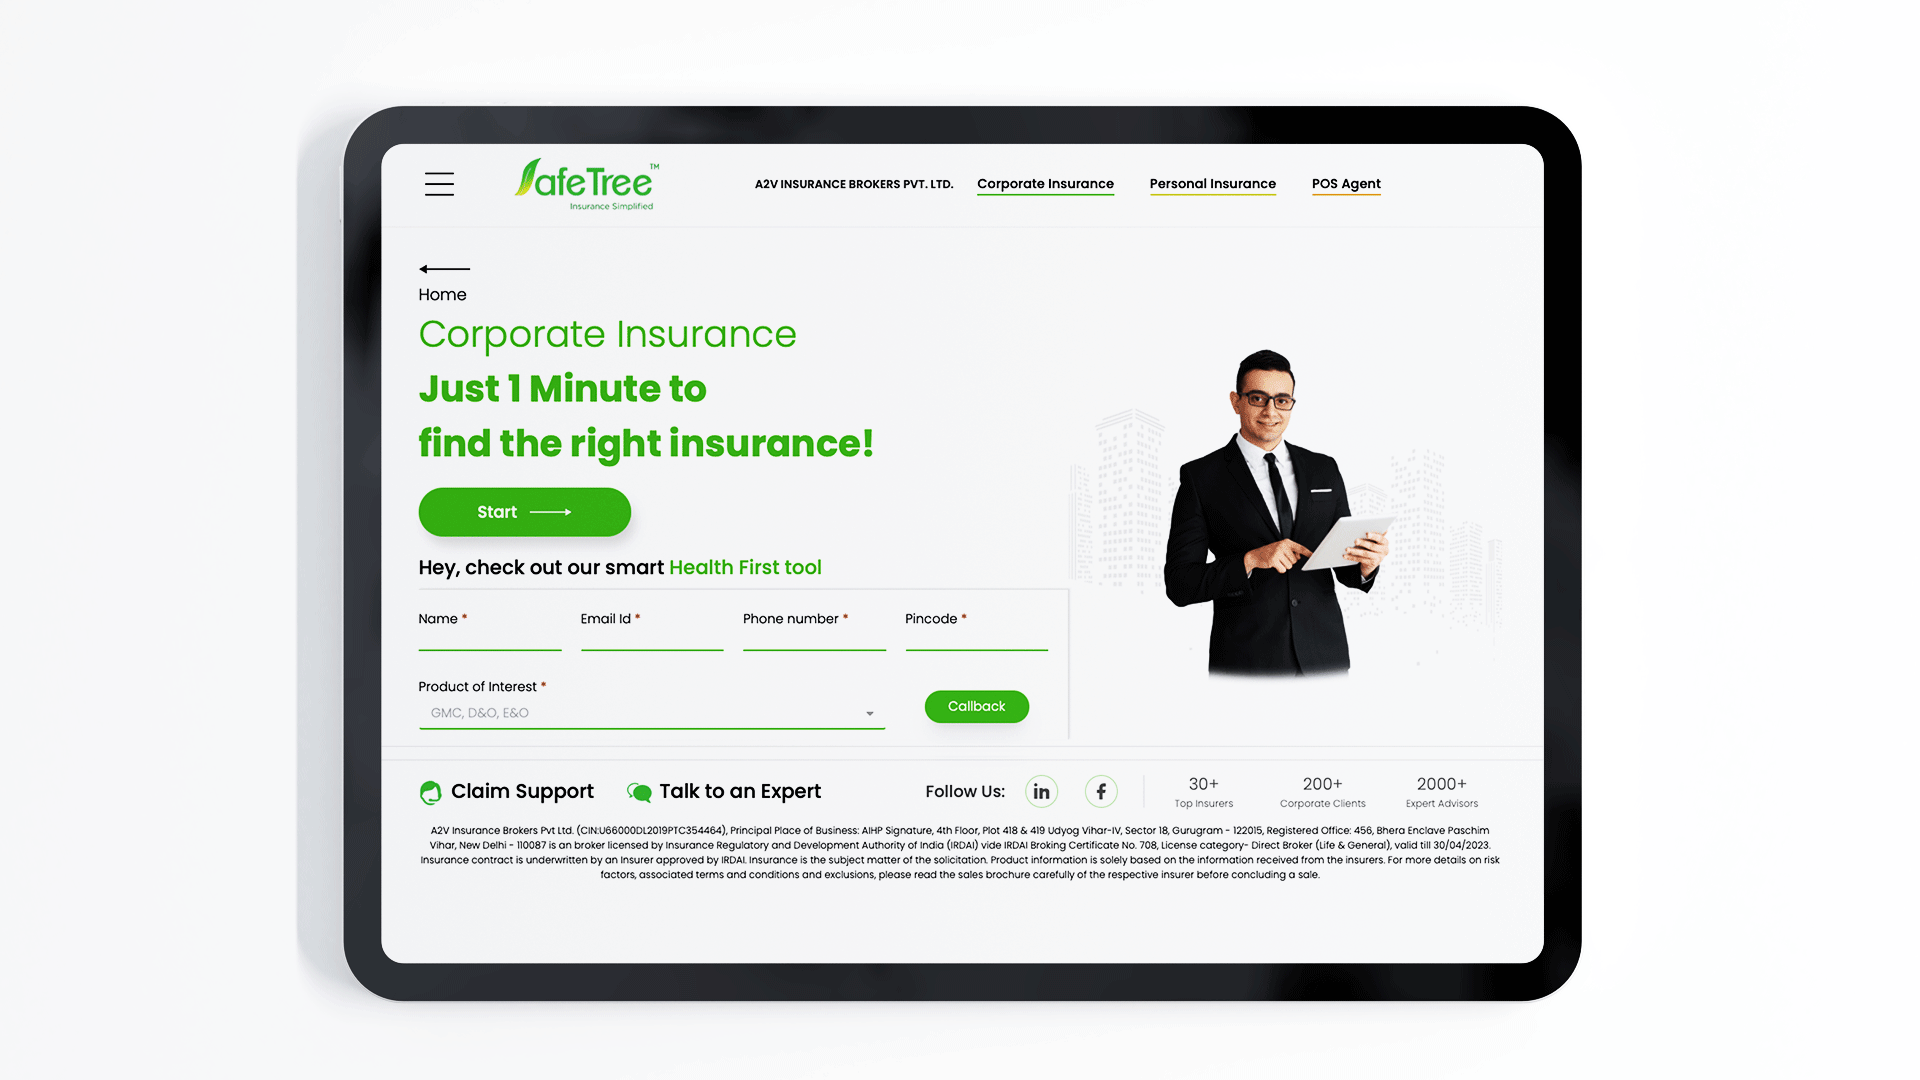 SafeTree™
Insurance Simplified
A2V INSURANCE BROKERS PVT. LTD.
Corporate Insurance
Personal Insurance
POS Agent
Home
Corporate Insurance
Just 1 Minute to
find the right insurance!
Start
Hey, check out our smart Health First tool
Name *
Email Id *
Phone number *
Pincode *
Product of Interest *
GMC, D&O, E&O
Callback
Claim Support
Talk to an Expert
Follow Us:
in
f
30+
Top Insurers
200+
Corporate Clients
2000+
Expert Advisors
A2V Insurance Brokers Pvt Ltd. (CIN:U66000DL2019PTC354464), Principal Place of Business: AIHP Signature, 4th Floor, Plot 418 & 419 Udyog Vihar-IV, Sector 18, Gurugram - 122015, Registered Office: 456, Bhera Enclave Paschim
Vihar, New Delhi - 110087 is an broker licensed by Insurance Regulatory and Development Authority of India (IRDAI) vide IRDAI Broking Certificate No. 708, License category- Direct Broker (Life & General), valid till 30/04/2023.
Insurance contract is underwritten by an Insurer approved by IRDAI. Insurance is the subject matter of the solicitation. Product information is solely based on the information received from the insurers. For more details on risk
factors, associated terms and conditions and exclusions, please read the sales brochure carefully of the respective insurer before concluding a sale.